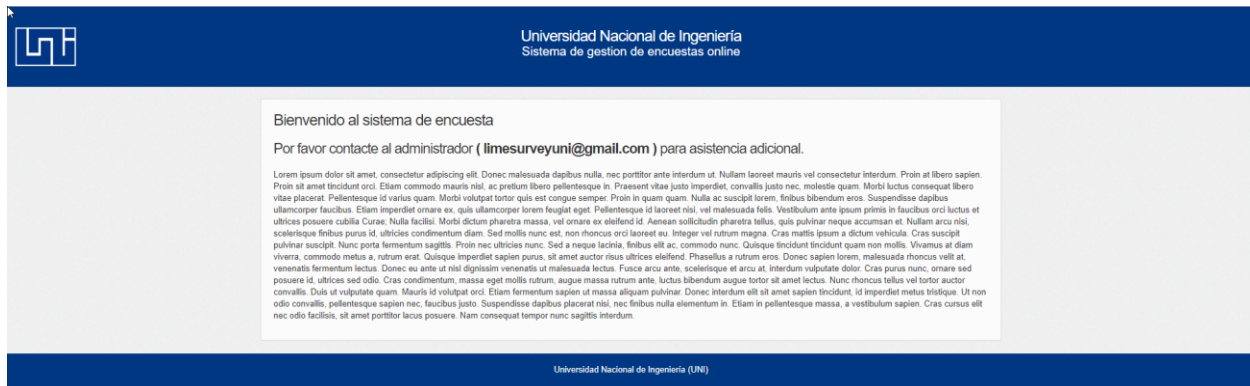 uni
Universidad Nacional de Ingeniería
Sistema de gestion de encuestas online
Bienvenido al sistema de encuesta
Por favor contacte al administrador ( limesurveyuni@gmail.com ) para asistencia adicional.
Lorem ipsum dolor sit amet, consectetur adipiscing elit. Donec malesuada dapibus nulla, nec porttitor ante interdum ut. Nullam laoreet mauris vel consectetur interdum. Proin at libero sapien.
Proin sit amet tincidunt orci. Etiam commodo mauris nisl, ac pretium libero pellentesque in. Praesent vitae justo imperdiet, convallis justo nec, molestie quam. Morbi luctus consequat libero
vitae placerat. Pellentesque id varius quam. Morbi volutpat tortor quis est congue semper. Proin in quam quam. Nulla ac suscipit lorem, finibus bibendum eros. Suspendisse dapibus
ullamcorper faucibus. Etiam imperdiet ornare ex, quis ullamcorper lorem feugiat eget. Pellentesque id laoreet nisi, vel malesuada felis. Vestibulum ante ipsum primis in faucibus orci luctus et
ultrices posuere cubilia Curae; Nulla facilisi. Morbi dictum pharetra massa, vel ornare ex eleifend id. Aenean sollicitudin pharetra tellus, quis pulvinar neque accumsan et. Nullam arcu nisi,
scelerisque finibus purus id, ultricies condimentum diam. Sed mollis nunc est, non rhoncus orci laoreet eu. Integer vel rutrum magna. Cras mattis ipsum a dictum vehicula. Cras suscipit
pulvinar suscipit. Nunc porta fermentum sagittis. Proin nec ultricies nunc. Sed a neque lacinia, finibus elit ac, commodo nunc. Quisque tincidunt tincidunt quam non mollis. Vivamus at diam
viverra, commodo metus a, rutrum erat. Quisque imperdiet sapien purus, sit amet auctor risus ultrices eleifend. Phasellus a rutrum eros. Donec sapien lorem, malesuada rhoncus velit at,
venenatis fermentum lectus. Donec eu ante ut nisl dignissim venenatis ut malesuada lectus. Fusce arcu ante, scelerisque et arcu at, interdum vulputate dolor. Cras purus nunc, ornare sed
posuere id, ultrices sed odio. Cras condimentum, massa eget mollis rutrum, augue massa rutrum ante, luctus bibendum augue tortor sit amet lectus. Nunc rhoncus tellus vel tortor auctor
convallis. Duis ut vulputate quam. Mauris id volutpat orci. Etiam fermentum sapien ut massa aliquam pulvinar. Donec interdum elit sit amet sapien tincidunt, id imperdiet metus tristique. Ut non
odio convallis, pellentesque sapien nec, faucibus justo. Suspendisse dapibus placerat nisi, nec finibus nulla elementum in. Etiam in pellentesque massa, a vestibulum sapien. Cras cursus elit
nec odio facilisis, sit amet porttitor lacus posuere. Nam consequat tempor nunc sagittis interdum.
Universidad Nacional de Ingeniería (UNI)